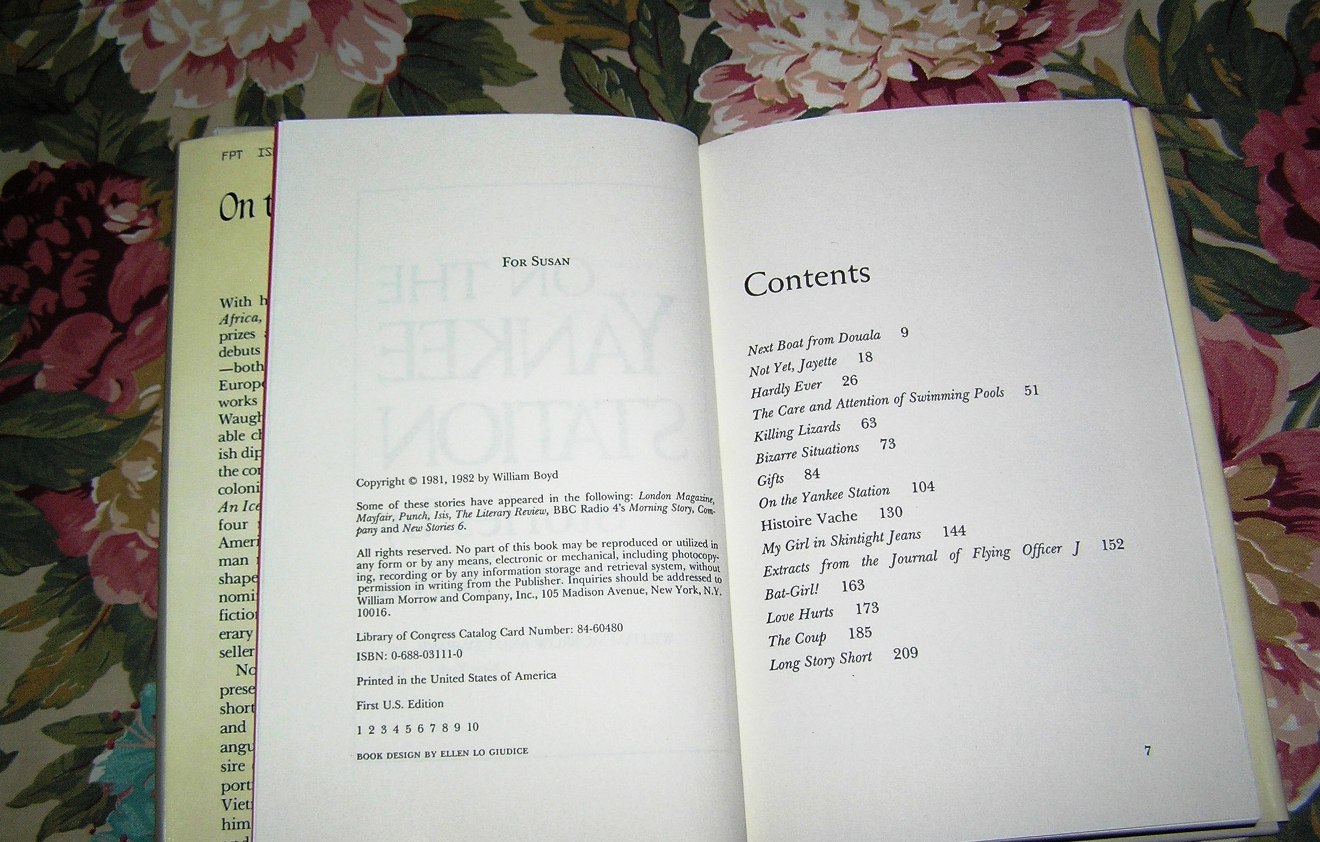 FPT IS
On t
With h
Africa,
prizes
debuts
—both
Europe
works
Waugh
able ch
ish dip
the co
coloni
An Ice
four
Ameri
man
shape
nomi
fictio
erary
seller
No
prese
short
and
angu
sire
port
Viet
him
and
ON THE
YANKEE
STATION
For Susan
Copyright © 1981, 1982 by William Boyd
Some of these stories have appeared in the following: London Magazine,
Mayfair, Punch, Isis, The Literary Review, BBC Radio 4's Morning Story, Com-
pany and New Stories 6.
All rights reserved. No part of this book may be reproduced or utilized in
any form or by any means, electronic or mechanical, including photocopy-
ing, recording or by any information storage and retrieval system, without
permission in writing from the Publisher. Inquiries should be addressed to
William Morrow and Company, Inc., 105 Madison Avenue, New York, N.Y.
10016.
Library of Congress Catalog Card Number: 84-60480
ISBN: 0-688-03111-0
Printed in the United States of America
First U.S. Edition
1 2 3 4 5 6 7 8 9 10
BOOK DESIGN BY ELLEN LO GIUDICE
Contents
Next Boat from Douala 9
Not Yet, Jayette 18
Hardly Ever 26
The Care and Attention of Swimming Pools 51
Killing Lizards 63
Bizarre Situations 73
Gifts 84
On the Yankee Station 104
Histoire Vache 130
My Girl in Skintight Jeans 144
Extracts from the Journal of Flying Officer J 152
Bat-Girl! 163
Love Hurts 173
The Coup 185
Long Story Short 209
7